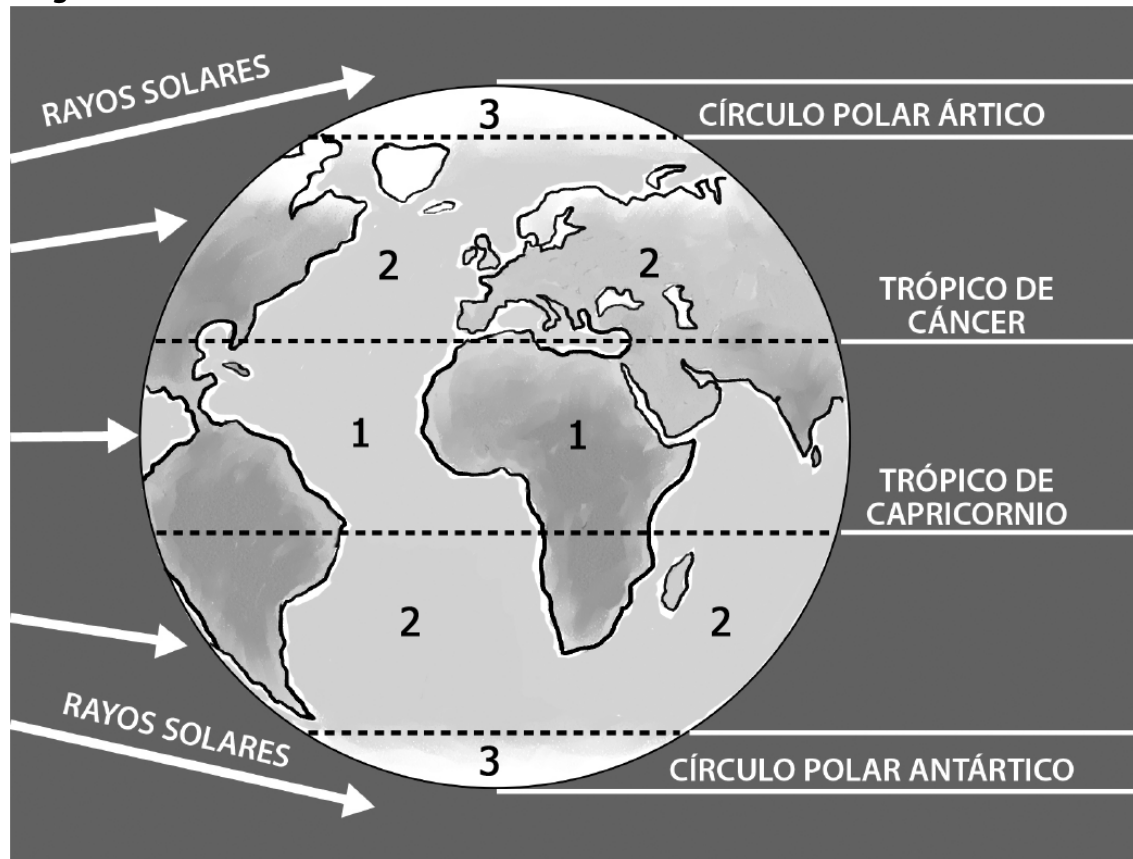 RAYOS SOLARES
3
CÍRCULO POLAR ÁRTICO
2
2
TRÓPICO DE
CÁNCER
1
1
TRÓPICO DE
CAPRICORNIO
2
2
RAYOS SOLARES
3
CÍRCULO POLAR ANTÁRTICO